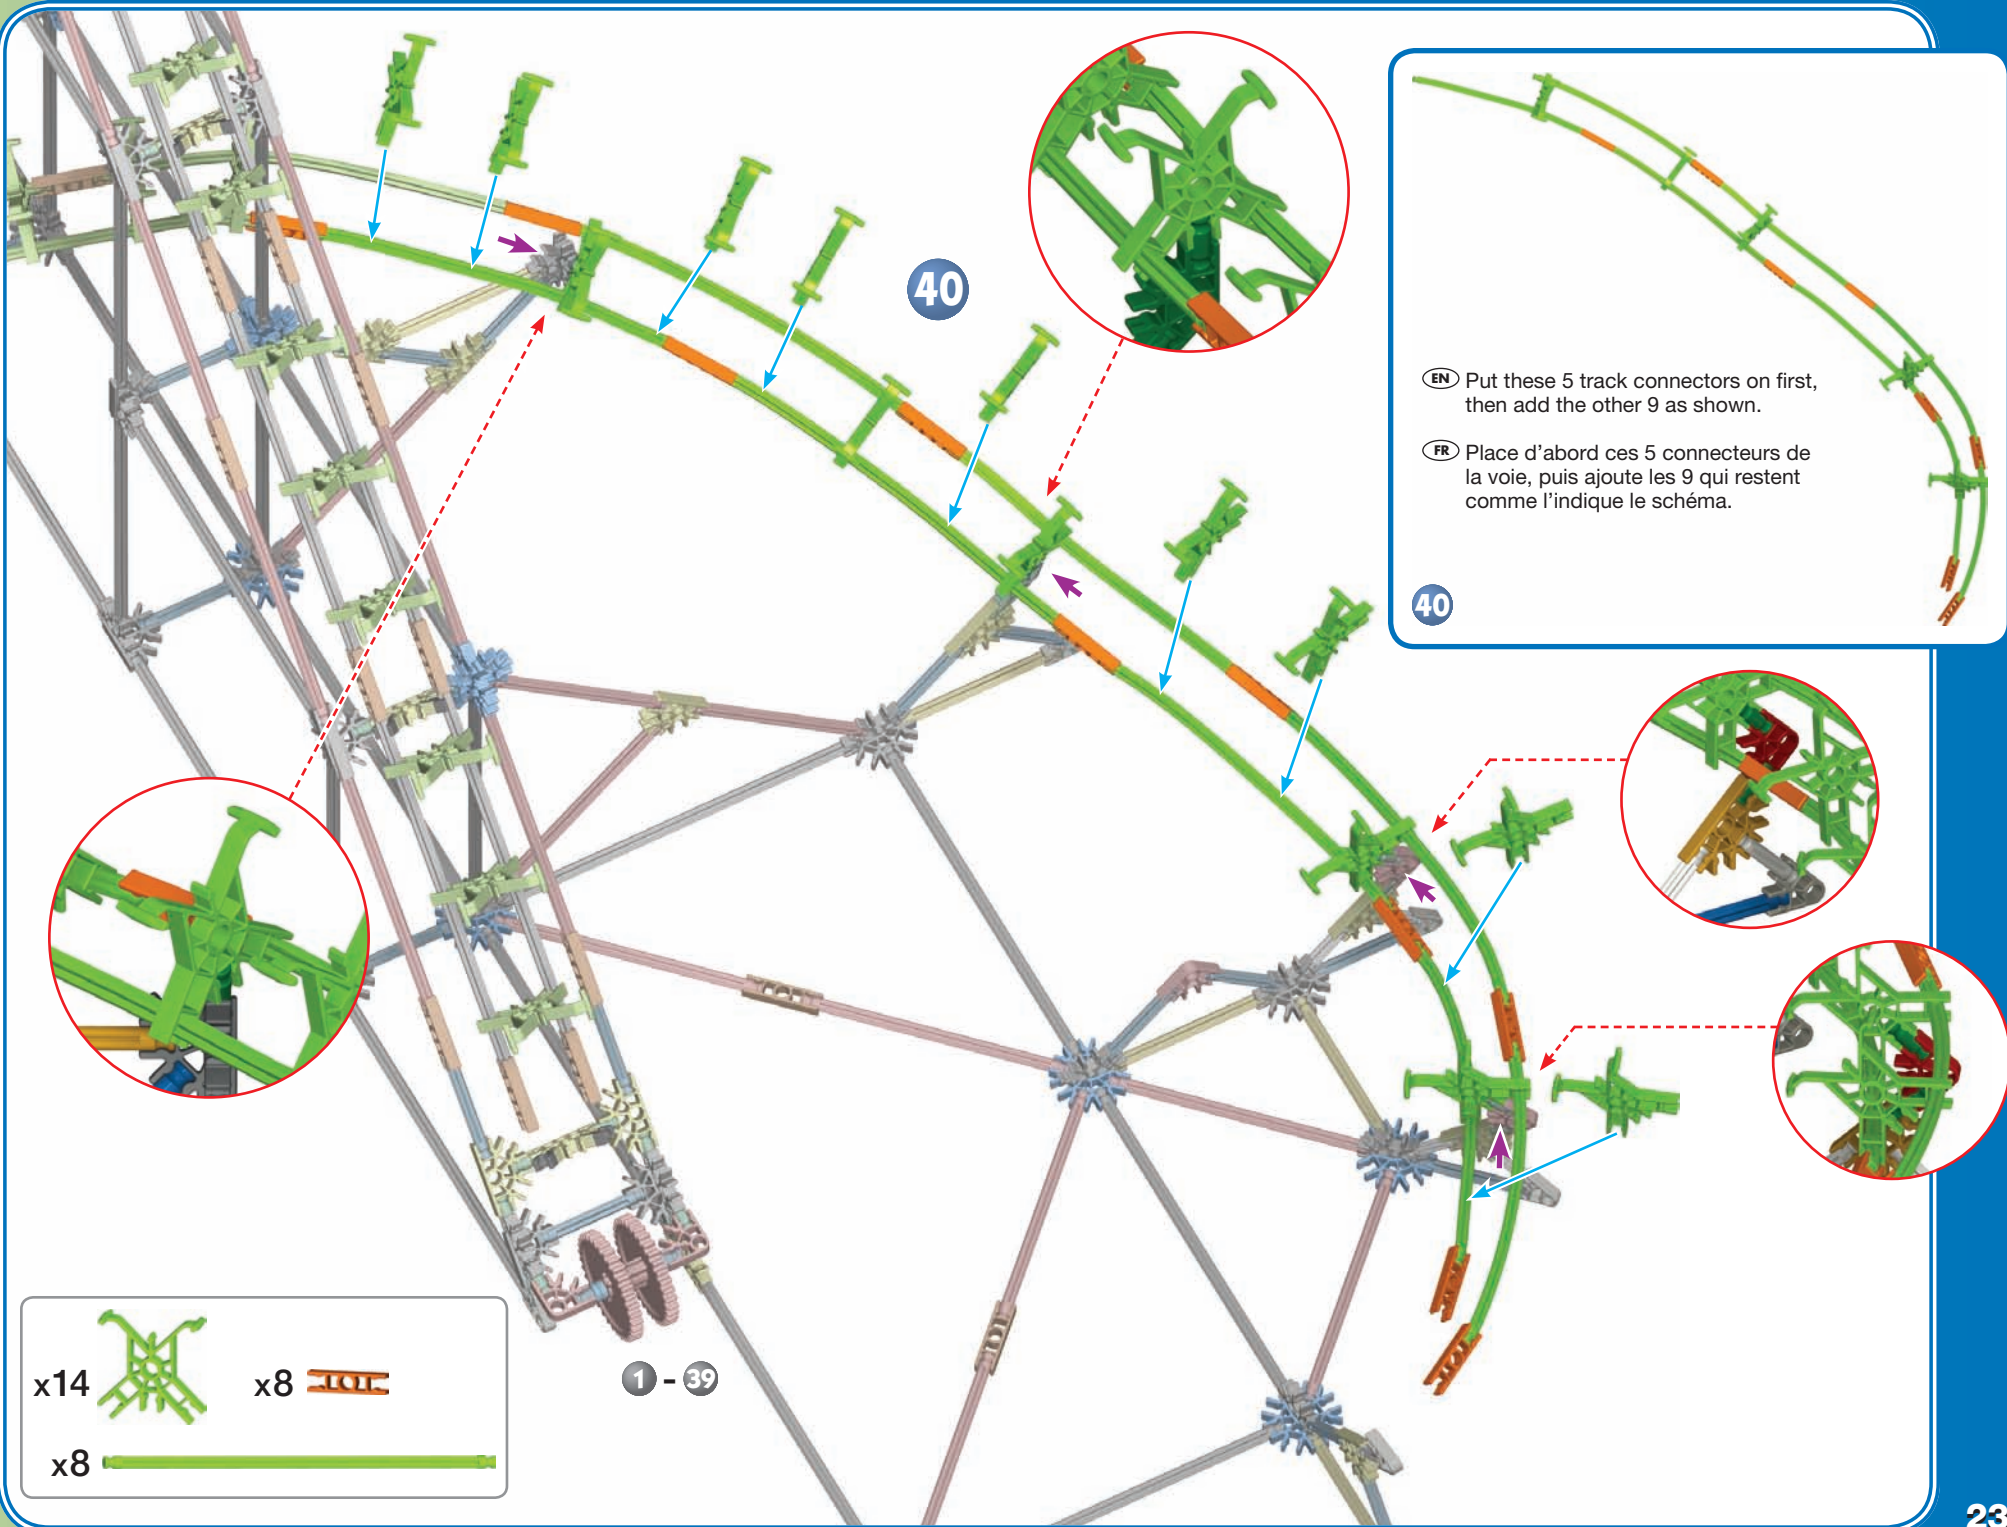 40
EN Put these 5 track connectors on first,
then add the other 9 as shown.
FR Place d'abord ces 5 connecteurs de
la voie, puis ajoute les 9 qui restent
comme l'indique le schéma.
40
x14
x8
x8
1 - 39
23